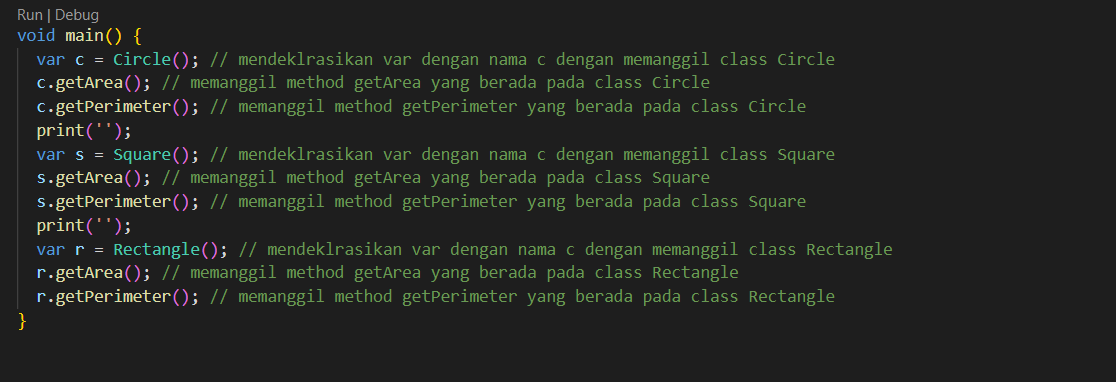 Run | Debug
void main() {
var c = Circle(); // mendeklrasikan var dengan nama c dengan memanggil class Circle
c.getArea(); // memanggil method getArea yang berada pada class Circle
c.getPerimeter(); // memanggil method getPerimeter yang berada pada class Circle
print('');
var s = Square(); // mendeklrasikan var dengan nama c dengan memanggil class Square
s.getArea(); // memanggil method getArea yang berada pada class Square
s.getPerimeter(); // memanggil method getPerimeter yang berada pada class Square
print('');
var r = Rectangle(); // mendeklrasikan var dengan nama c dengan memanggil class Rectangle
r.getArea(); // memanggil method getArea yang berada pada class Rectangle
r.getPerimeter(); // memanggil method getPerimeter yang berada pada class Rectangle
}